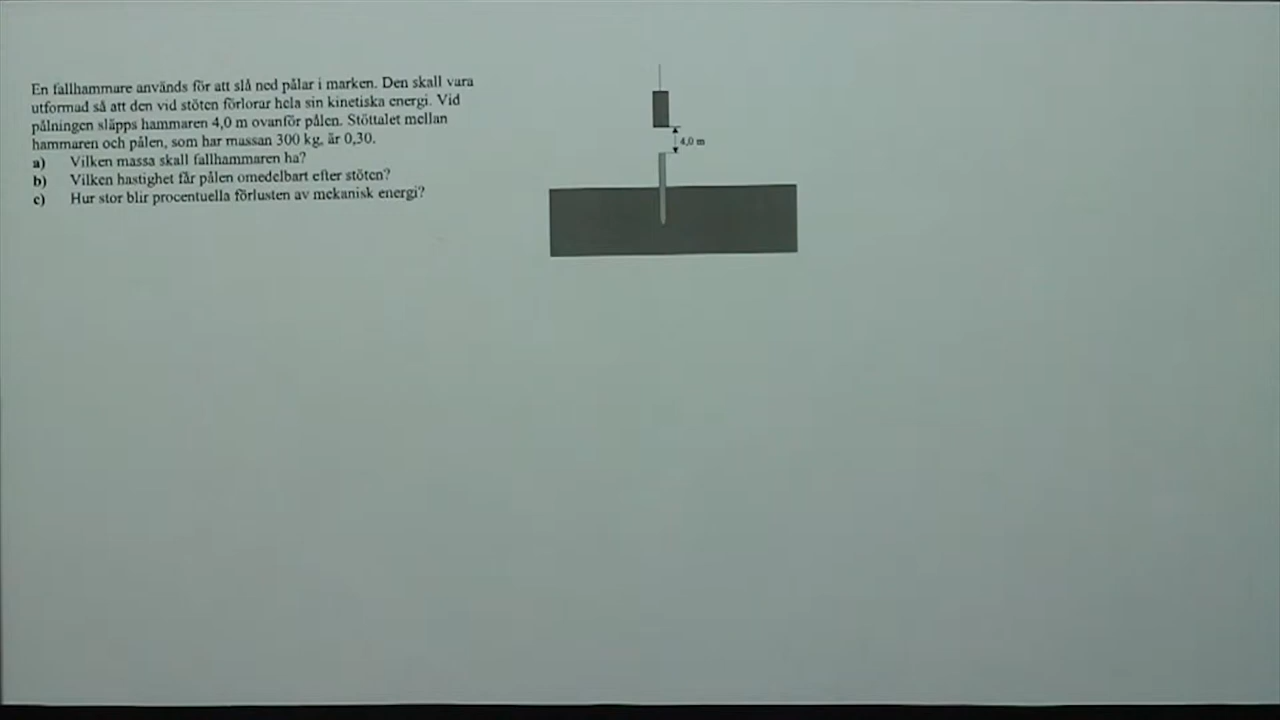 En fallhammare används för att slå ned pålar i marken. Den skall vara
utformad så att den vid stöten förlorar hela sin kinetiska energi. Vid
pålningen släpps hammaren 4,0 m ovanför pålen. Stöttalet mellan
hammaren och pålen, som har massan 300 kg, är 0,30.
a) Vilken massa skall fallhammaren ha?
b) Vilken hastighet får pålen omedelbart efter stöten?
c) Hur stor blir procentuella förlusten av mekanisk energi?
4,0 m